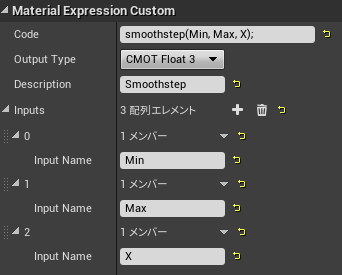 Material Expression Custom
Code smoothstep(Min, Max, X);
Output Type CMOT Float 3
Description Smoothstep
Inputs 3 配列エレメント
0 1 メンバー
Input Name Min
1 1 メンバー
Input Name Max
2 1 メンバー
Input Name X